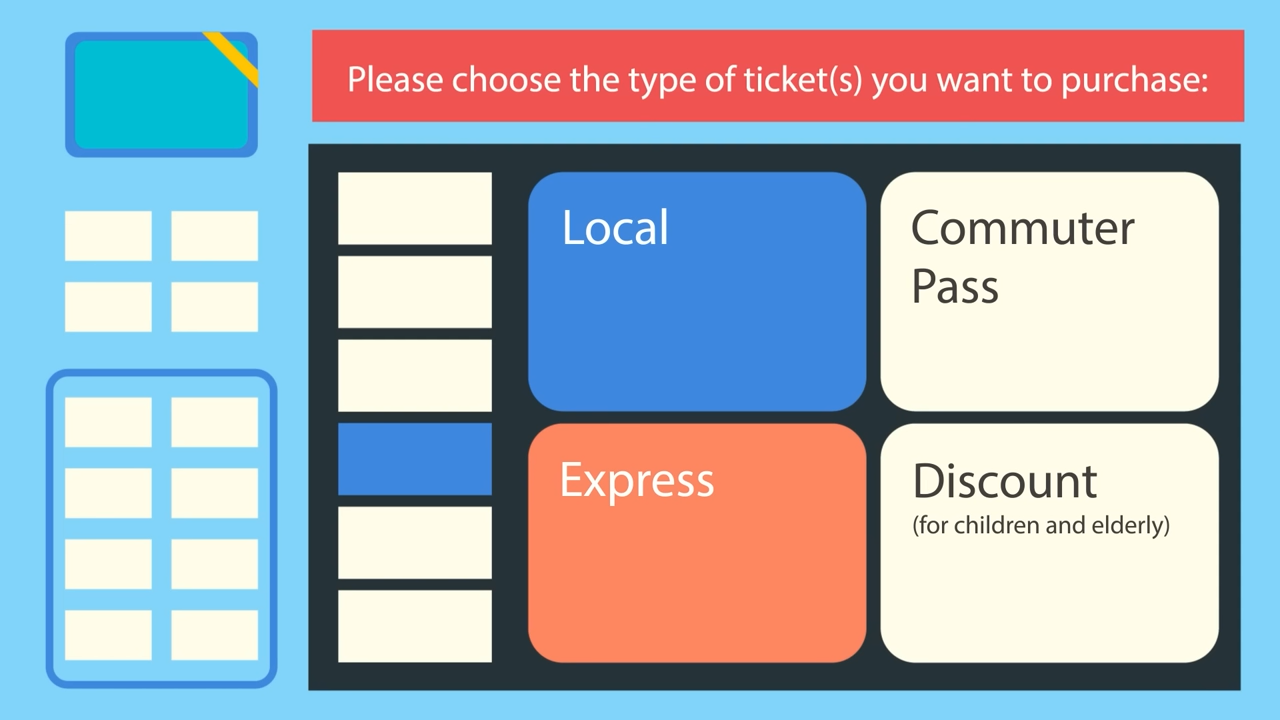 Please choose the type of ticket(s) you want to purchase:
Local
Commuter
Pass
Express
Discount
(for children and elderly)